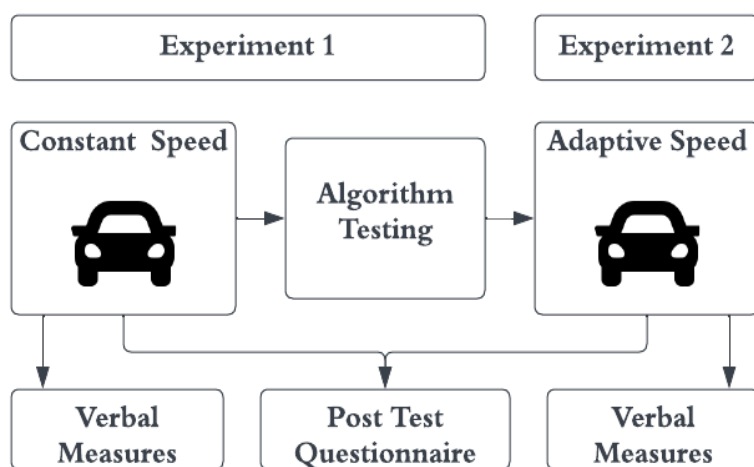 Experiment 1
Experiment 2
Constant Speed
Algorithm
Testing
Adaptive Speed
Verbal
Measures
Post Test
Questionnaire
Verbal
Measures